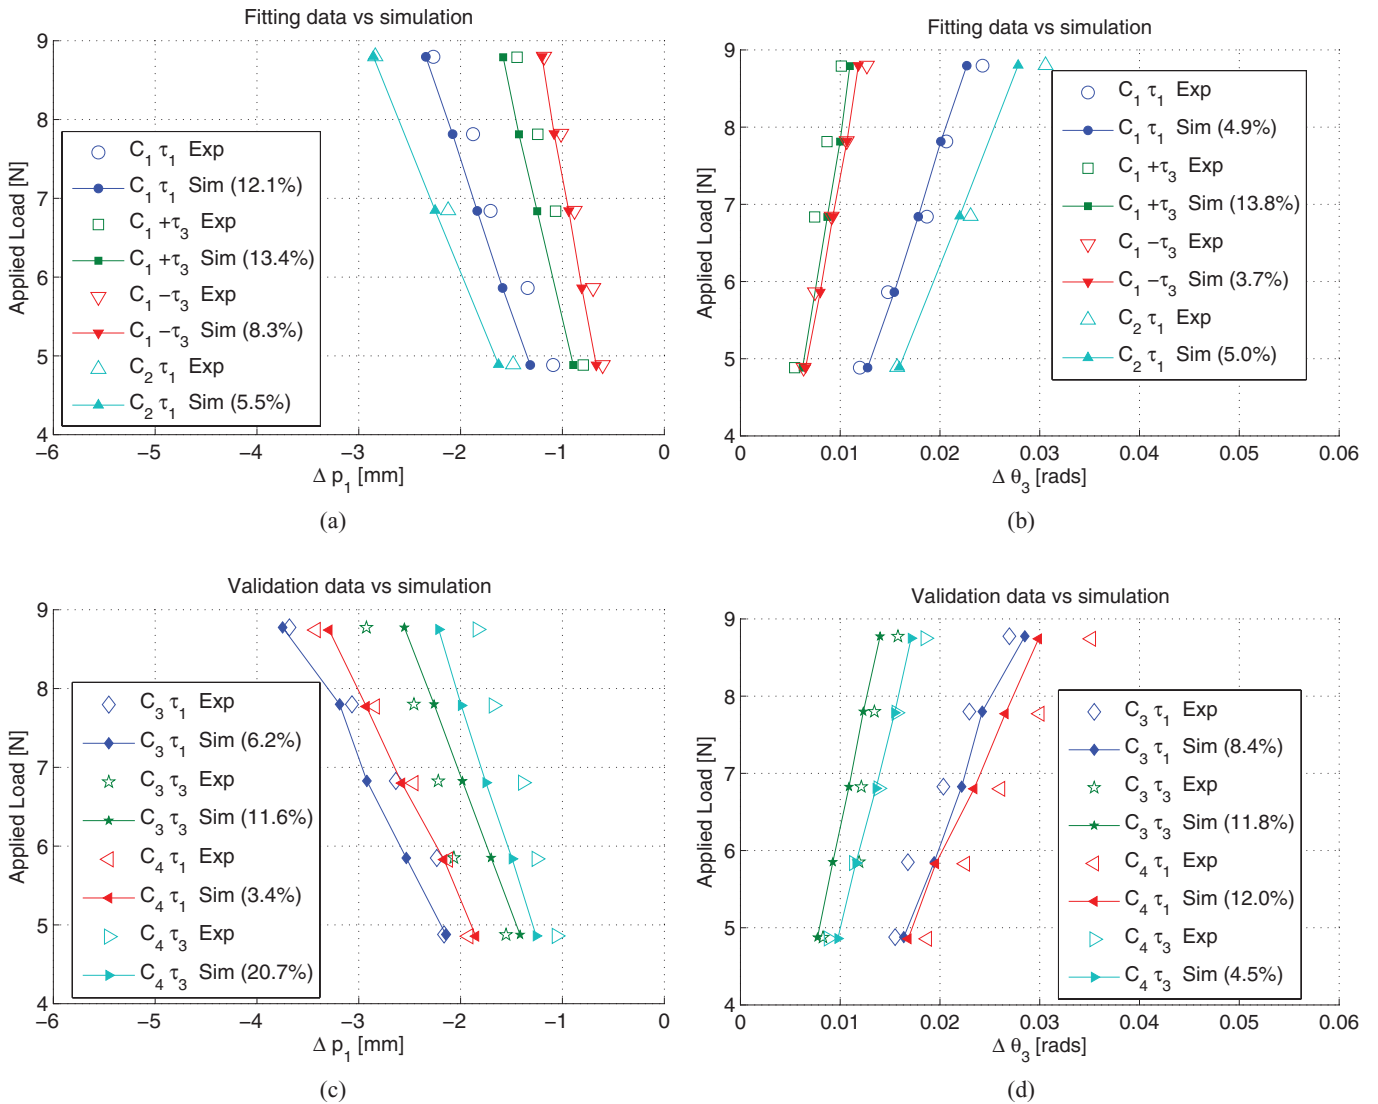 Fitting data vs simulation
9
8
7
6
5
4
Applied Load [N]
C1 τ1 Exp
C1 τ1 Sim (12.1%)
C1 +τ3 Exp
C1 +τ3 Sim (13.4%)
C1 −τ3 Exp
C1 −τ3 Sim (8.3%)
C2 τ1 Exp
C2 τ1 Sim (5.5%)
−6 −5 −4 −3 −2 −1 0
Δ p1 [mm]
(a)
Fitting data vs simulation
9
8
7
6
5
4
Applied Load [N]
C1 τ1 Exp
C1 τ1 Sim (4.9%)
C1 +τ3 Exp
C1 +τ3 Sim (13.8%)
C1 −τ3 Exp
C1 −τ3 Sim (3.7%)
C2 τ1 Exp
C2 τ1 Sim (5.0%)
0 0.01 0.02 0.03 0.04 0.05 0.06
Δ θ3 [rads]
(b)
Validation data vs simulation
9
8
7
6
5
4
Applied Load [N]
C3 τ1 Exp
C3 τ1 Sim (6.2%)
C3 τ3 Exp
C3 τ3 Sim (11.6%)
C4 τ1 Exp
C4 τ1 Sim (3.4%)
C4 τ3 Exp
C4 τ3 Sim (20.7%)
−6 −5 −4 −3 −2 −1 0
Δ p1 [mm]
(c)
Validation data vs simulation
9
8
7
6
5
4
Applied Load [N]
C3 τ1 Exp
C3 τ1 Sim (8.4%)
C3 τ3 Exp
C3 τ3 Sim (11.8%)
C4 τ1 Exp
C4 τ1 Sim (12.0%)
C4 τ3 Exp
C4 τ3 Sim (4.5%)
0 0.01 0.02 0.03 0.04 0.05 0.06
Δ θ3 [rads]
(d)